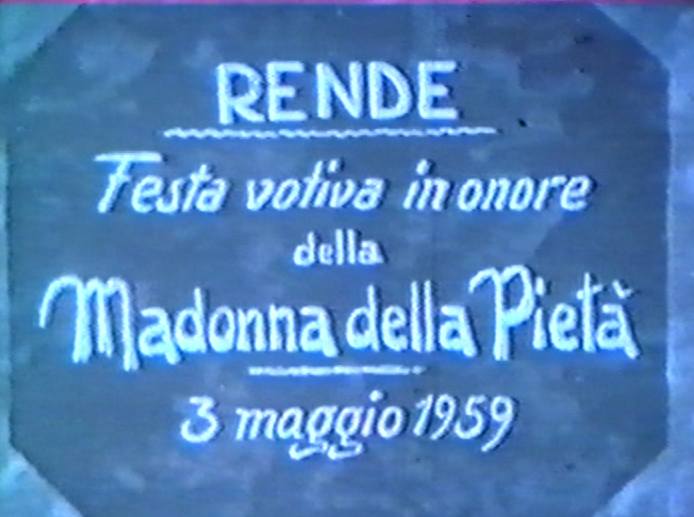 RENDE
Festa votiva in onore
della
Madonna della Pietà
3 maggio 1959